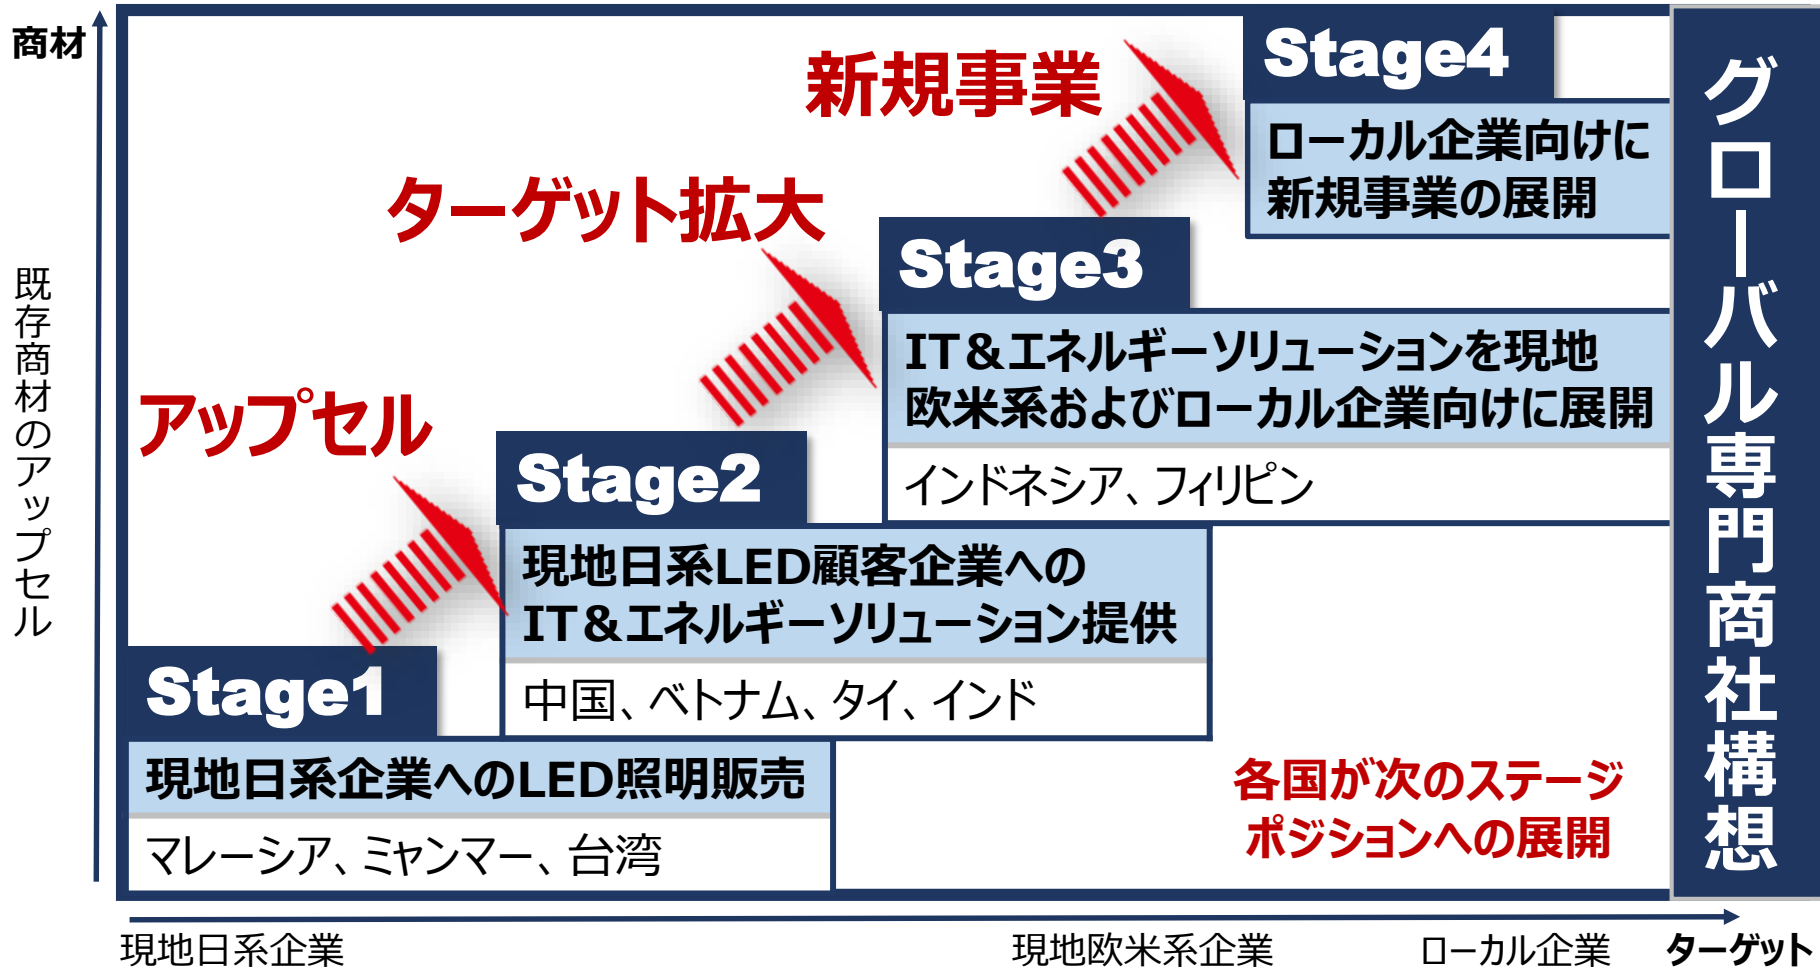 商材
既存商材のアップセル
新規事業
Stage4
ローカル企業向けに
新規事業の展開
ターゲット拡大
Stage3
IT&エネルギーソリューションを現地
欧米系およびローカル企業向けに展開
インドネシア、フィリピン
アップセル
Stage2
現地日系LED顧客企業への
IT&エネルギーソリューション提供
中国、ベトナム、タイ、インド
Stage1
現地日系企業へのLED照明販売
マレーシア、ミャンマー、台湾
各国が次のステージ
ポジションへの展開
グローバル専門商社構想
現地日系企業
現地欧米系企業
ローカル企業
ターゲット